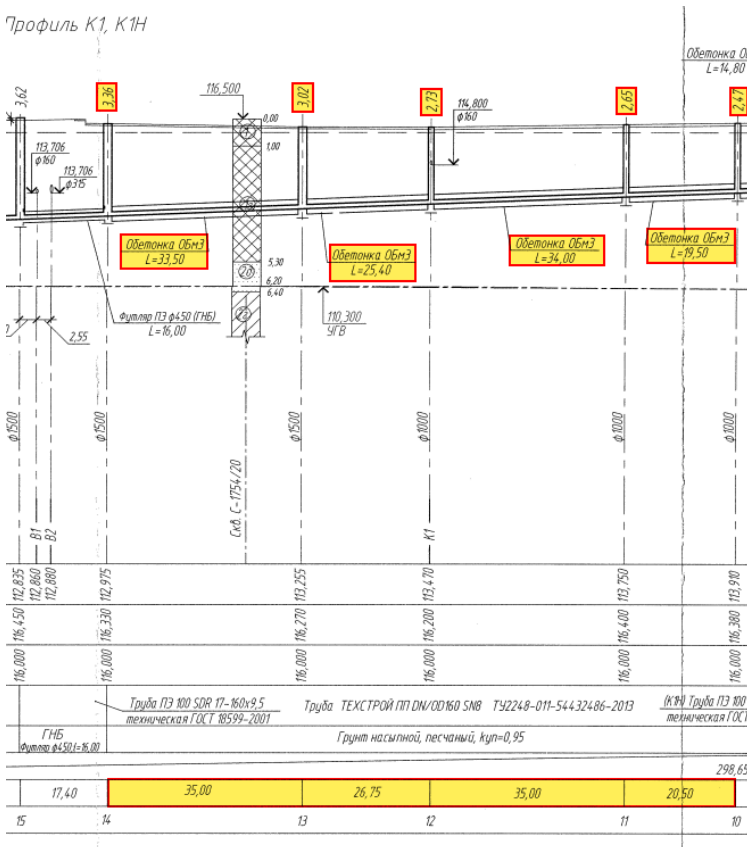 Профиль К1, К1Н
Обетонка ОБ
L=14,80
3,62
3,36
116,500
3,02
2,73
114,800
ф160
2,65
2,47
0,00
1
1,00
113,706
ф160
113,706
ф315
Обетонка ОБмЗ
L=33,50
Обетонка ОБмЗ
L=25,40
Обетонка ОБмЗ
L=34,00
Обетонка ОБмЗ
L=19,50
5,30
6,20
6,40
Футляр ПЭ ф450 (ГНБ)
L=16,00
2,55
110,300
УГВ
ф1500
ф1500
ф1500
ф1000
ф1000
ф1000
В1
В2
Скв. С-1754/20
К1
112,835
112,860
112,880
112,975
113,255
113,470
113,750
113,910
116,450
116,330
116,270
116,200
116,400
116,380
116,000
116,000
116,000
116,000
116,000
116,000
Труба ПЭ 100 SDR 17-160х9,5
техническая ГОСТ 18599-2001
Труба ТЕХСТРОЙ ПП DN/OD160 SN8 ТУ2248-011-54432486-2013
(К1Н) Труба ПЭ 100
техническая ГОСТ
ГНБ
Футляр ф450,l=16,00
Грунт насыпной, песчаный, kуп=0,95
298,65
17,40 35,00 26,75 35,00 20,50
15 14 13 12 11 10